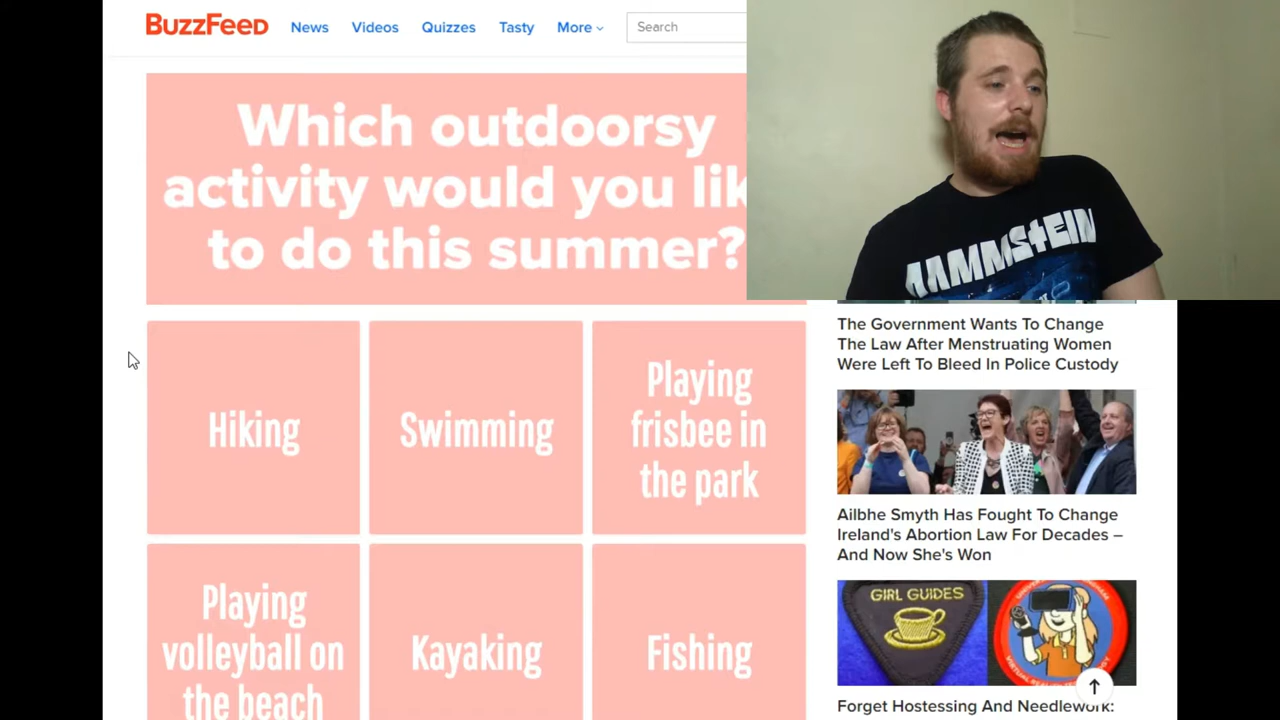 BuzzFeed News Videos Quizzes Tasty More Search
Which outdoorsy
activity would you lik
to do this summer?
Hiking
Swimming
Playing
frisbee in
the park
Playing
volleyball on
the beach
Kayaking
Fishing
RAMMSTEIN
The Government Wants To Change
The Law After Menstruating Women
Were Left To Bleed In Police Custody
Ailbhe Smyth Has Fought To Change
Ireland's Abortion Law For Decades –
And Now She's Won
GIRL GUIDES
Forget Hostessing And Needlework: